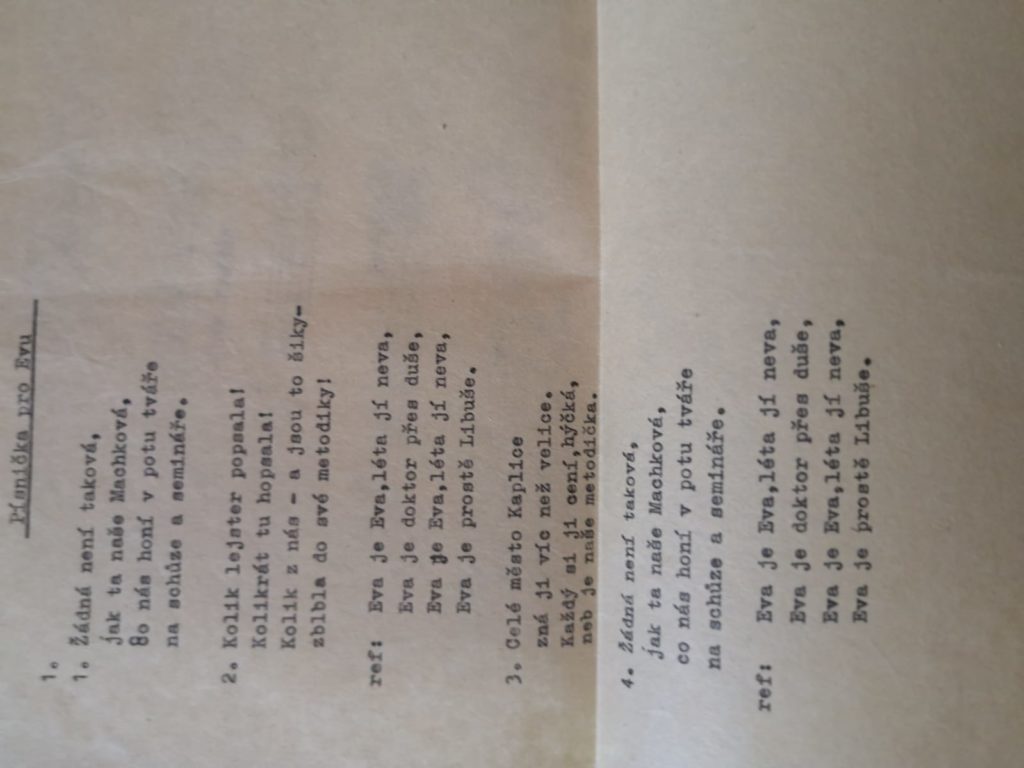 Písnička pro Evu
1.
1. Žádná není taková,
jak ta naše Machková,
8o nás honí v potu tváře
na schůze a semináře.
2. Kolik lejster popsala!
Kolikrát tu hopsala!
Kolik z nás - a jsou to šiky-
zblbla do své metodiky!
ref: Eva je Eva,léta jí neva,
Eva je doktor přes duše,
Eva je Eva,léta jí neva,
Eva je prostě Libuše.
3. Celé město Kaplice
zná ji víc než velice.
Každý si ji cení,hýčká,
neb je naše metodička.
4. Žádná není taková,
jak ta naše Machková,
co nás honí v potu tváře
na schůze a semináře.
ref: Eva je Eva,léta jí neva,
Eva je doktor přes duše,
Eva je Eva,léta jí neva,
Eva je prostě Libuše.